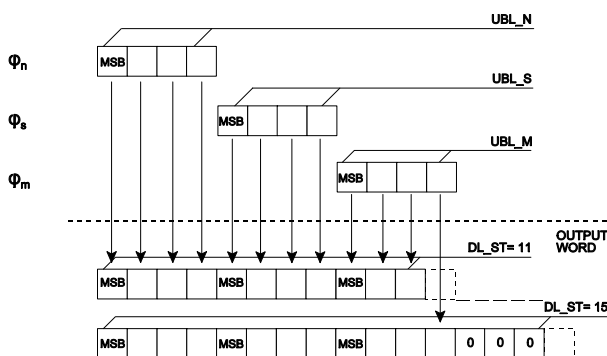 UBL_N
φn MSB
UBL_S
φs MSB
UBL_M
φm MSB
OUTPUT
WORD
DL_ST= 11
MSB MSB MSB
DL_ST= 15
MSB MSB MSB 0 0 0